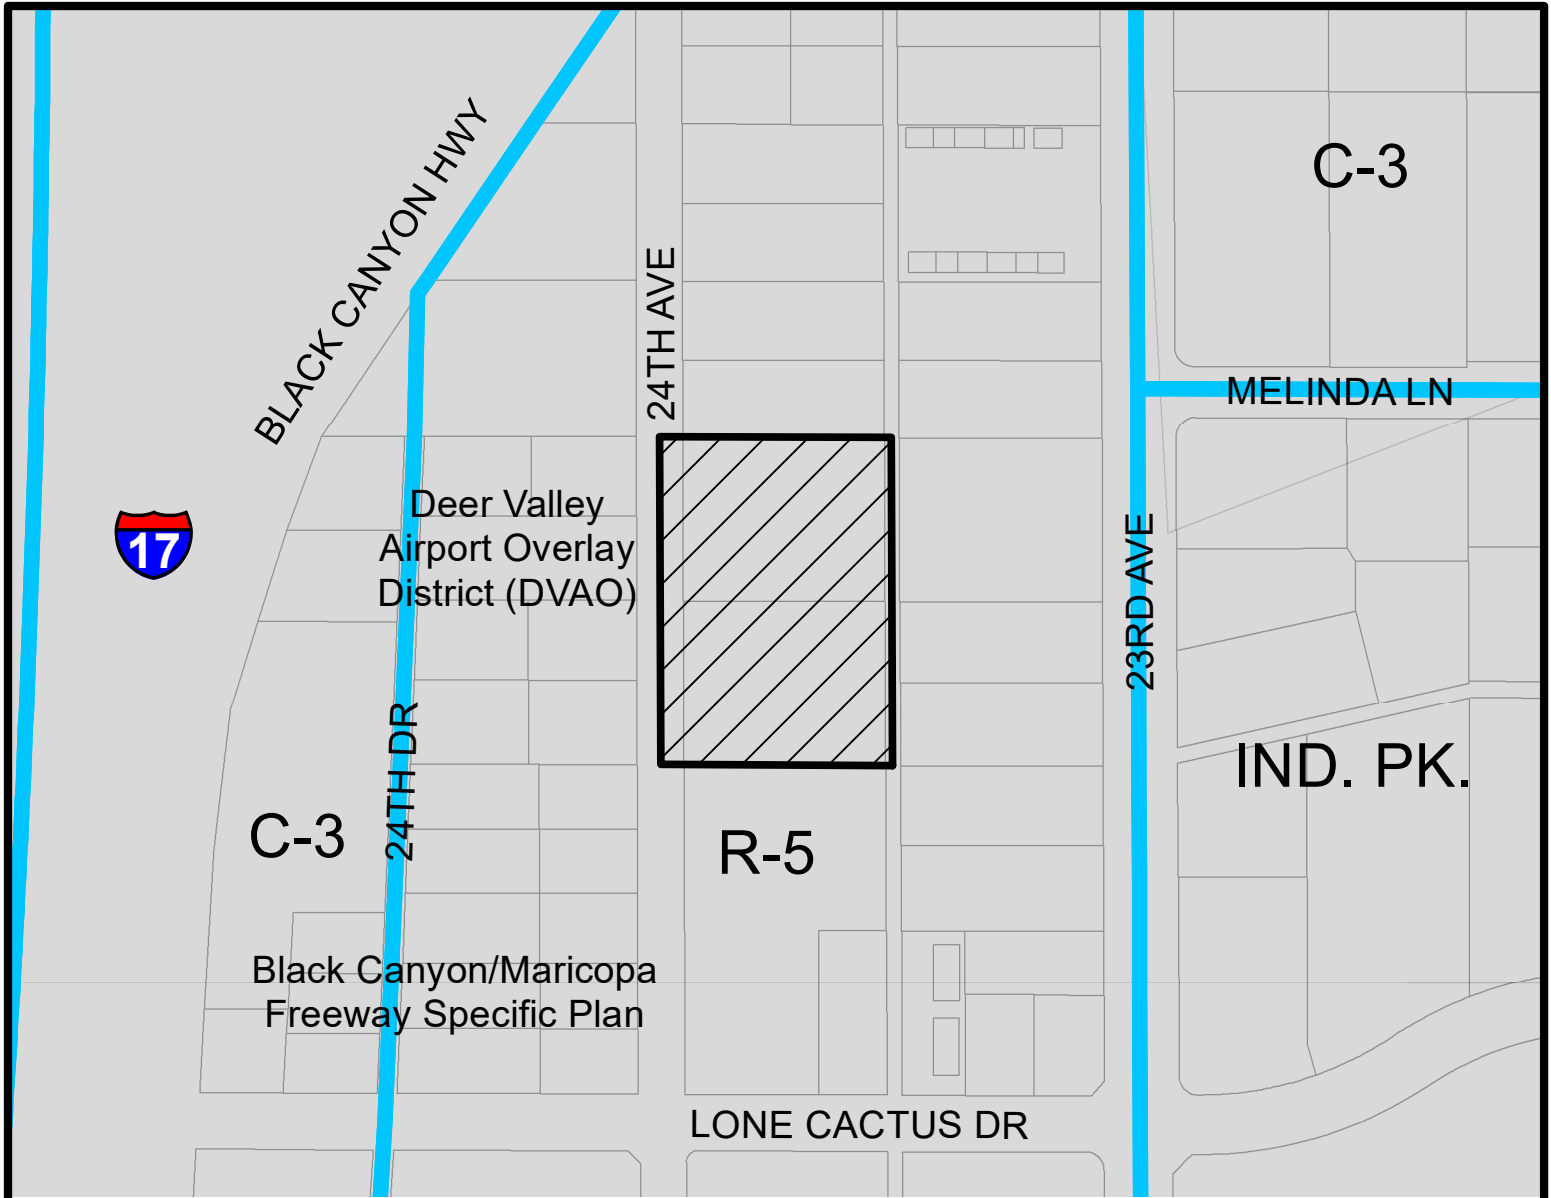 BLACK CANYON HWY
C-3
24TH AVE
MELINDA LN
17
Deer Valley
Airport Overlay
District (DVAO)
23RD AVE
24TH DR
IND. PK.
C-3
R-5
Black Canyon/Maricopa
Freeway Specific Plan
LONE CACTUS DR